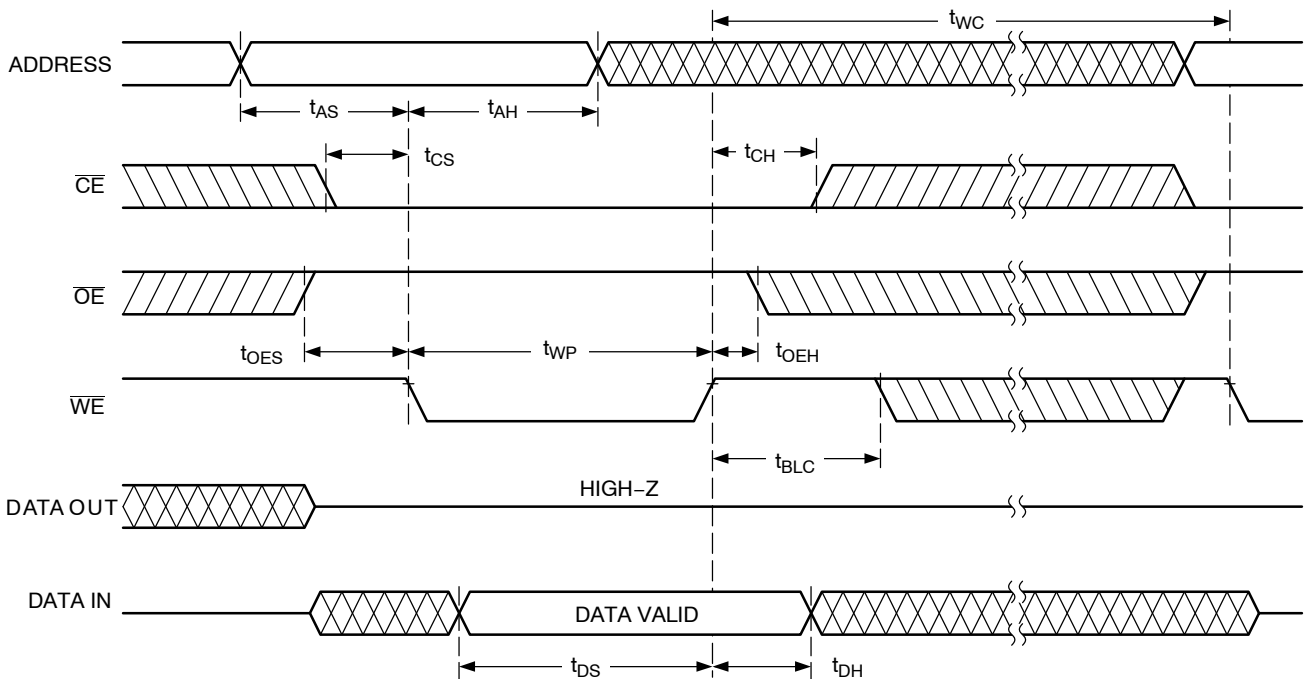 tWC
ADDRESS
tAS
tAH
tCS
tCH
CE
OE
tOES
tWP
tOEH
WE
tBLC
HIGH–Z
DATA OUT
DATA IN
DATA VALID
tDS
tDH